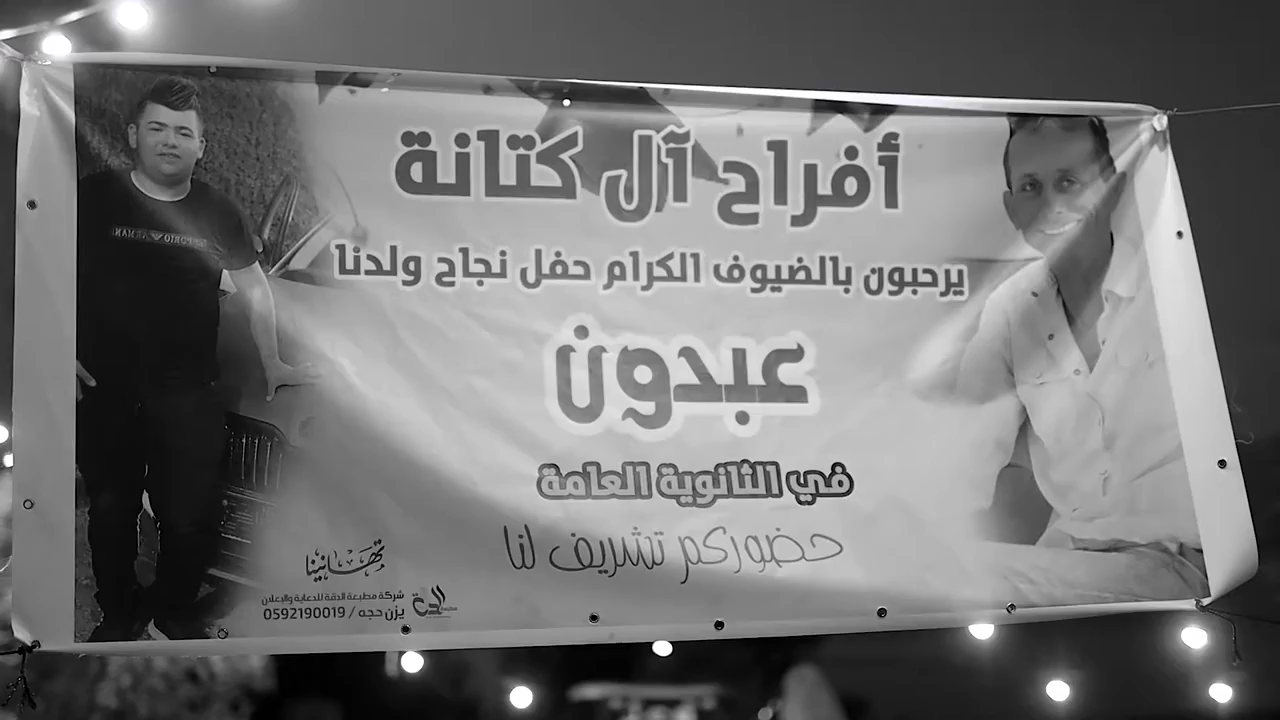 أفراح آل كتانة
يرحبون بالضيوف الكرام حفل نجاح ولدنا
عبدون
في الثانوية العامة
حضوركم تشريف لنا
تهانينا
شركة مطبعة الدقة للدعاية والإعلان
يزن حجه / 0592190019
الدقة